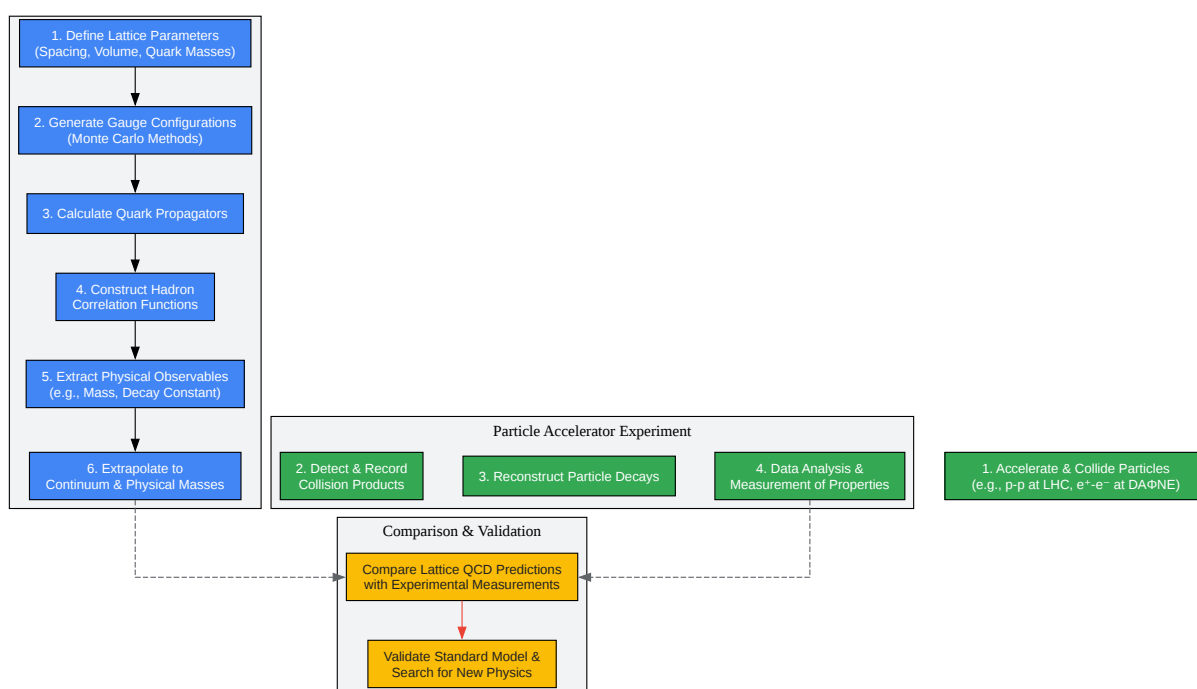 1. Define Lattice Parameters
(Spacing, Volume, Quark Masses)
2. Generate Gauge Configurations
(Monte Carlo Methods)
3. Calculate Quark Propagators
4. Construct Hadron
Correlation Functions
5. Extract Physical Observables
(e.g., Mass, Decay Constant)
6. Extrapolate to
Continuum & Physical Masses
Particle Accelerator Experiment
2. Detect & Record
Collision Products
3. Reconstruct Particle Decays
4. Data Analysis &
Measurement of Properties
1. Accelerate & Collide Particles
(e.g., p-p at LHC, e⁺-e⁻ at DAΦNE)
Comparison & Validation
Compare Lattice QCD Predictions
with Experimental Measurements
Validate Standard Model &
Search for New Physics